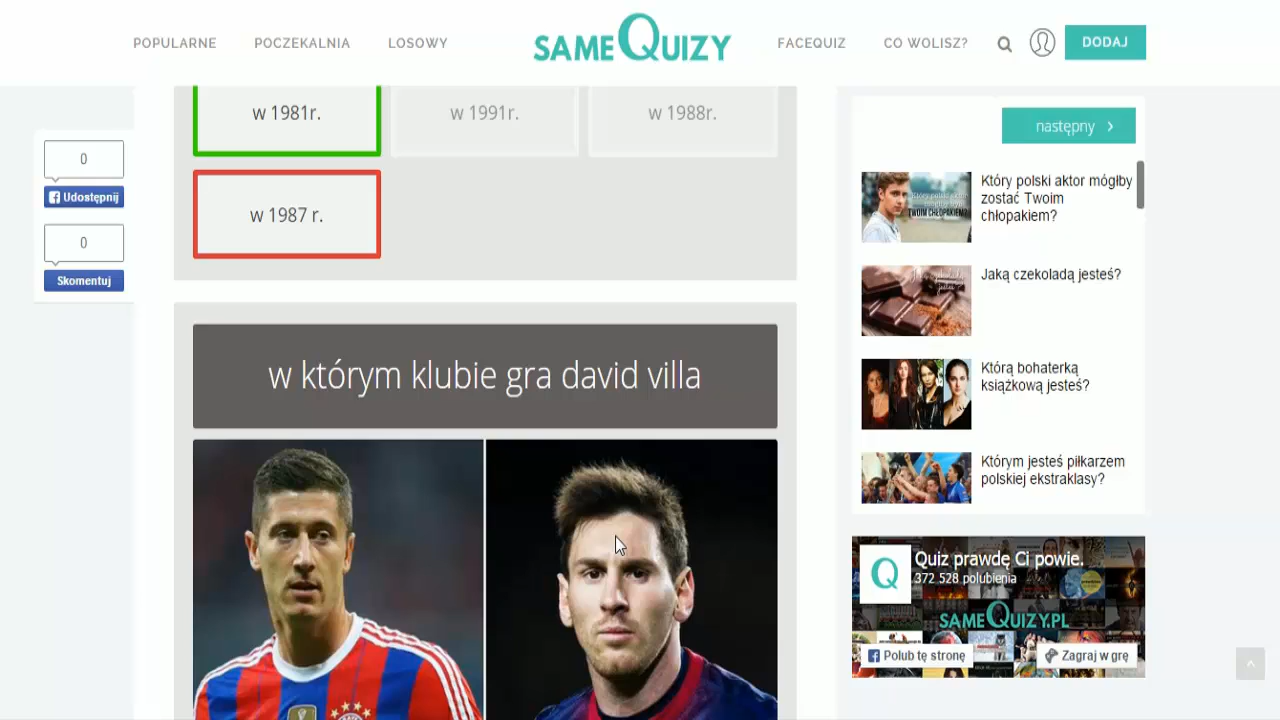 POPULARNE
POCZEKALNIA
LOSOWY
SAMEQUIZY
FACEQUIZ
CO WOLISZ?
DODAJ
0
Udostępnij
0
Skomentuj
w 1981r.
w 1991r.
w 1988r.
w 1987 r.
w którym klubie gra david villa
następny
Który polski aktor mógłby
zostać Twoim
chłopakiem?
TWOIM CHŁOPAKIEM?
Jaką czekoladą jesteś?
Którą bohaterką
książkową jesteś?
Którym jesteś piłkarzem
polskiej ekstraklasy?
Q
Quiz prawdę Ci powie.
372 528 polubienia
SAMEQUIZY.PL
Polub tę stronę
Zagraj w grę